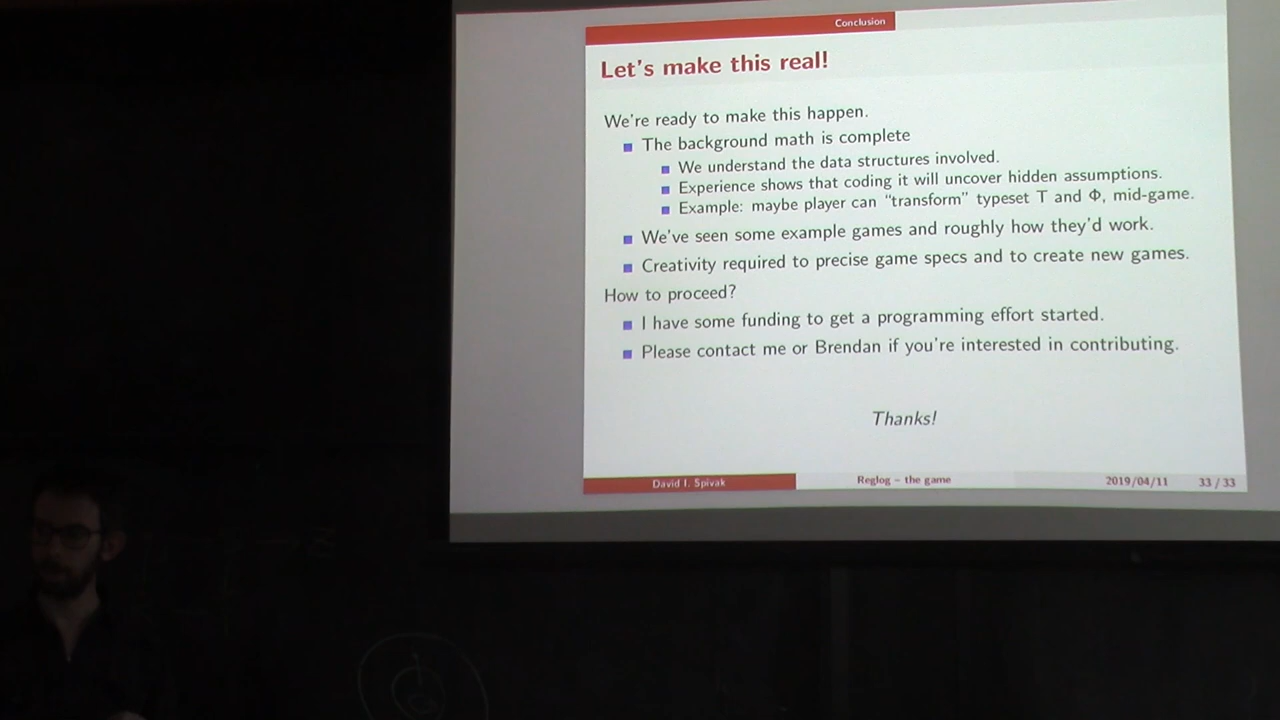 Conclusion
Let's make this real!
We're ready to make this happen.
The background math is complete
We understand the data structures involved.
Experience shows that coding it will uncover hidden assumptions.
Example: maybe player can "transform" typeset T and Φ, mid-game.
We've seen some example games and roughly how they'd work.
Creativity required to precise game specs and to create new games.
How to proceed?
I have some funding to get a programming effort started.
Please contact me or Brendan if you're interested in contributing.
Thanks!
David I. Spivak Reglog – the game 2019/04/11 33 / 33